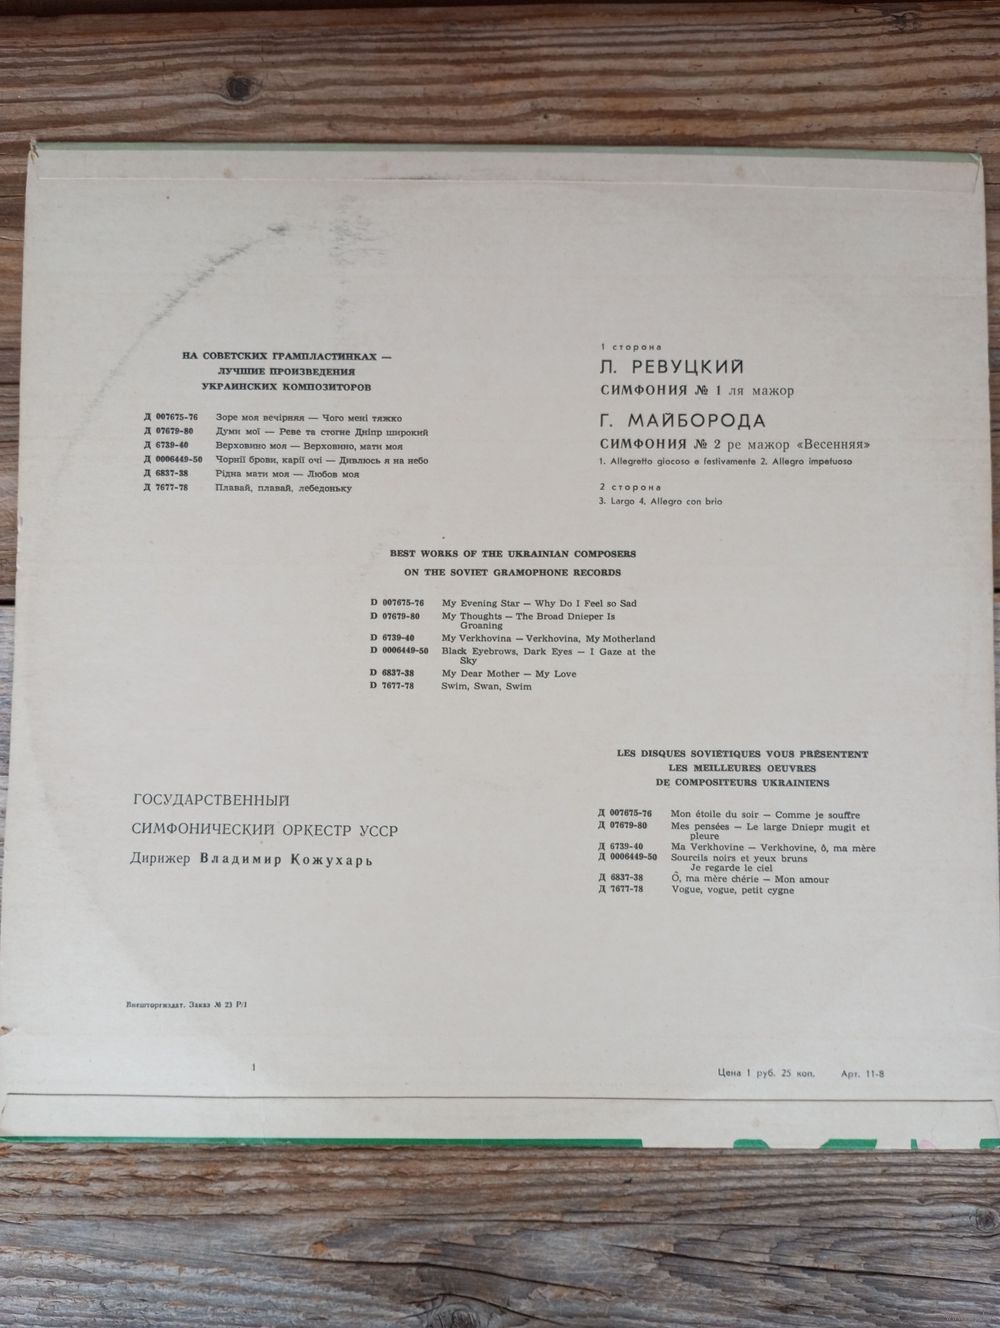 НА СОВЕТСКИХ ГРАМПЛАСТИНКАХ —
ЛУЧШИЕ ПРОИЗВЕДЕНИЯ
УКРАИНСКИХ КОМПОЗИТОРОВ
Д 007675-76 Зоре моя вечірняя — Чого мені тяжко
Д 07679-80 Думи мої — Реве та стогне Дніпр широкий
Д 6739-40 Верховино моя — Верховино, мати моя
Д 0006449-50 Чорнії брови, карії очі — Дивлюсь я на небо
Д 6837-38 Рідна мати моя — Любов моя
Д 7677-78 Плавай, плавай, лебедоньку
1 сторона
Л. РЕВУЦКИЙ
СИМФОНИЯ № 1 ля мажор
Г. МАЙБОРОДА
СИМФОНИЯ № 2 ре мажор «Весенняя»
1. Allegretto giocoso e festivamente 2. Allegro impetuoso
2 сторона
3. Largo 4. Allegro con brio
BEST WORKS OF THE UKRAINIAN COMPOSERS
ON THE SOVIET GRAMOPHONE RECORDS
D 007675-76 My Evening Star — Why Do I Feel so Sad
D 07679-80 My Thoughts — The Broad Dnieper Is
Groaning
D 6739-40 My Verkhovina — Verkhovina, My Motherland
D 0006449-50 Black Eyebrows, Dark Eyes — I Gaze at the
Sky
D 6837-38 My Dear Mother — My Love
D 7677-78 Swim, Swan, Swim
LES DISQUES SOVIÉTIQUES VOUS PRÉSENTENT
LES MEILLEURES OEUVRES
DE COMPOSITEURS UKRAINIENS
Д 007675-76 Mon étoile du soir — Comme je souffre
Д 07679-80 Mes pensées — Le large Dniepr mugit et
pleure
Д 6739-40 Ma Verkhovine — Verkhovine, ô, ma mère
Д 0006449-50 Sourcils noirs et yeux bruns
Je regarde le ciel
Д 6837-38 Ô, ma mère chérie — Mon amour
Д 7677-78 Vogue, vogue, petit cygne
ГОСУДАРСТВЕННЫЙ
СИМФОНИЧЕСКИЙ ОРКЕСТР УССР
Дирижер Владимир Кожухарь
Внешторгиздат. Заказ № 23 Р/1
1
Цена 1 руб. 25 коп. Арт. 11-8